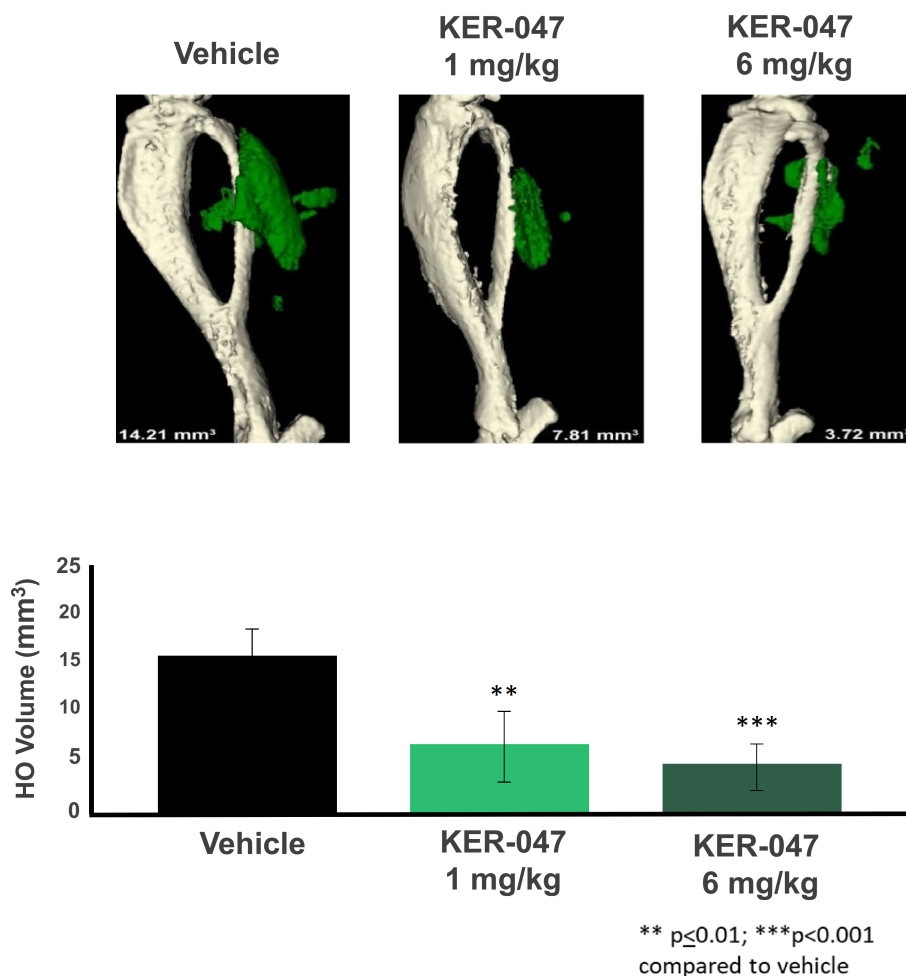 Vehicle
KER-047
1 mg/kg
KER-047
6 mg/kg
14.21 mm³
7.81 mm³
3.72 mm³
HO Volume (mm³)
25
20
15
10
5
0
**
***
Vehicle
KER-047
1 mg/kg
KER-047
6 mg/kg
** p≤0.01; ***p<0.001
compared to vehicle